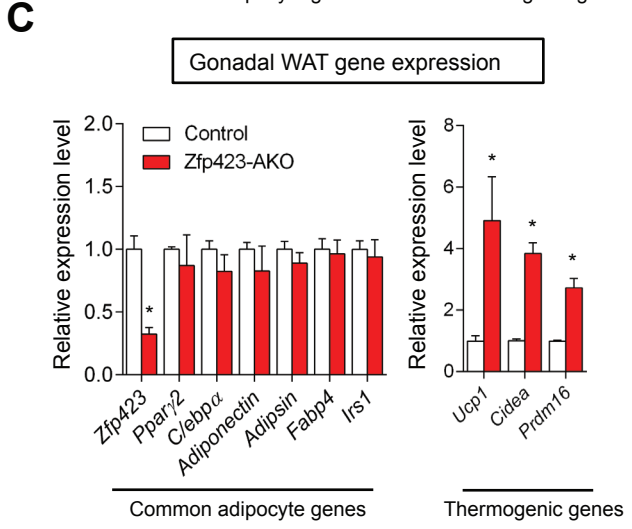 C
Gonadal WAT gene expression
Relative expression level
2.0
1.5
1.0
0.5
0.0
Control
Zfp423-AKO
*
Zfp423
Pparγ2
C/ebpα
Adiponectin
Adipsin
Fabp4
Irs1
Common adipocyte genes
Relative expression level
8
6
4
2
0
*
*
*
Ucp1
Cidea
Prdm16
Thermogenic genes